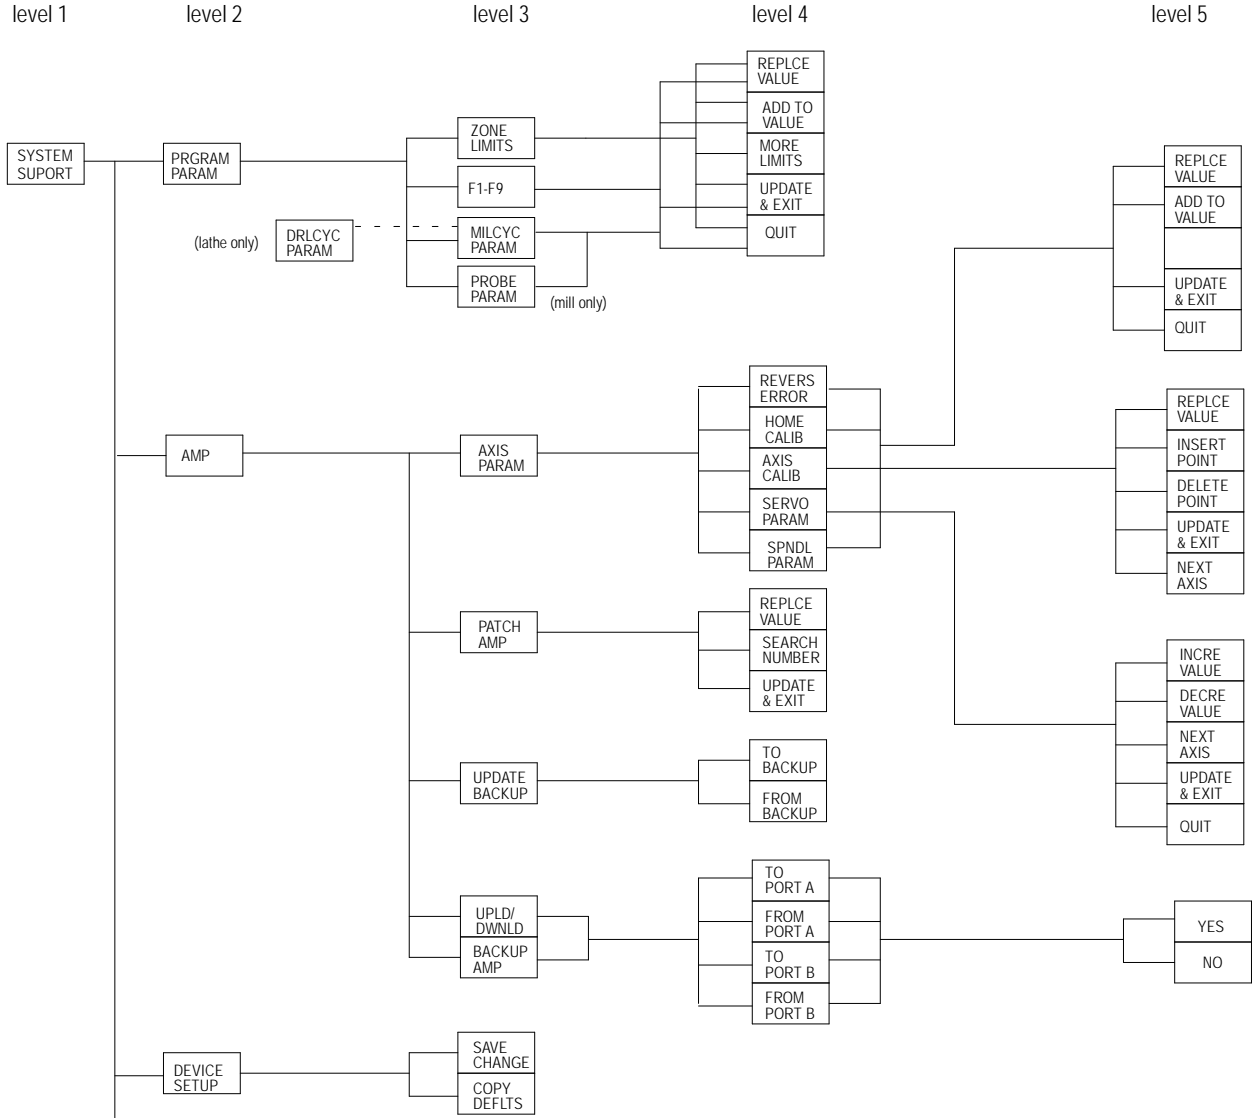 level 1
level 2
level 3
level 4
level 5
SYSTEM
SUPORT
PRGRAM
PARAM
(lathe only)
DRLCYC
PARAM
ZONE
LIMITS
F1-F9
MILCYC
PARAM
PROBE
PARAM
(mill only)
REPLCE
VALUE
ADD TO
VALUE
MORE
LIMITS
UPDATE
& EXIT
QUIT
REPLCE
VALUE
ADD TO
VALUE
UPDATE
& EXIT
QUIT
AMP
AXIS
PARAM
REVERS
ERROR
HOME
CALIB
AXIS
CALIB
SERVO
PARAM
SPNDL
PARAM
REPLCE
VALUE
INSERT
POINT
DELETE
POINT
UPDATE
& EXIT
NEXT
AXIS
PATCH
AMP
REPLCE
VALUE
SEARCH
NUMBER
UPDATE
& EXIT
INCRE
VALUE
DECRE
VALUE
NEXT
AXIS
UPDATE
& EXIT
QUIT
UPDATE
BACKUP
TO
BACKUP
FROM
BACKUP
UPLD/
DWNLD
BACKUP
AMP
TO
PORT A
FROM
PORT A
TO
PORT B
FROM
PORT B
YES
NO
DEVICE
SETUP
SAVE
CHANGE
COPY
DEFLTS